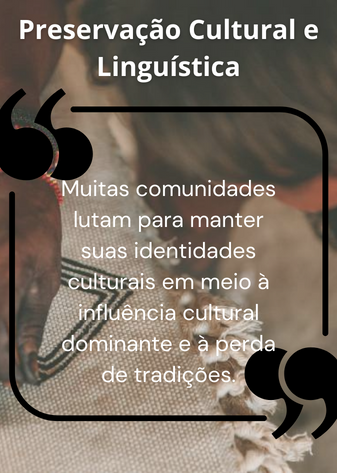 Preservação Cultural e
Linguística
Muitas comunidades
lutam para manter
suas identidades
culturais em meio à
influência cultural
dominante e à perda
de tradições.